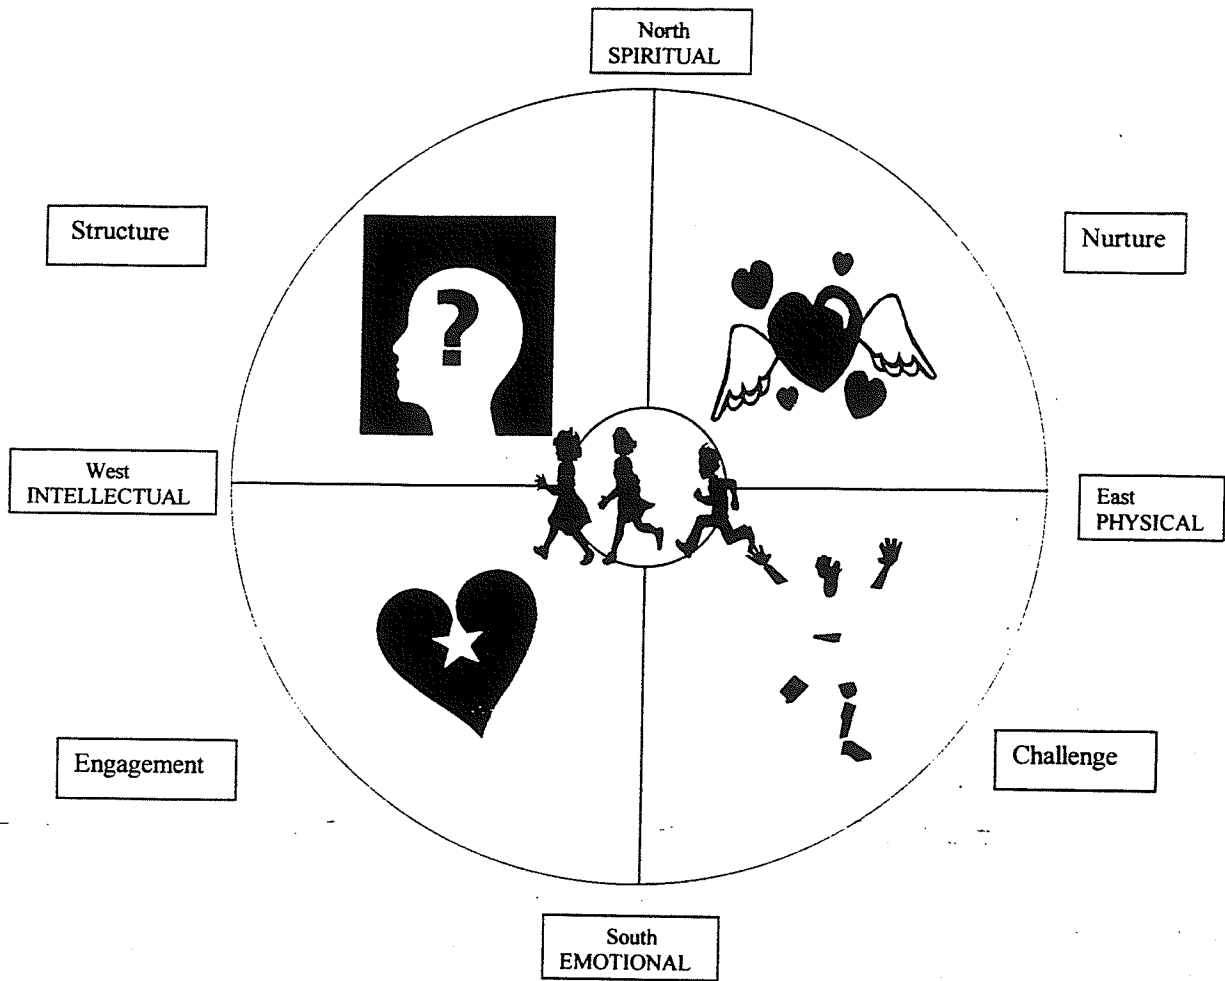 North
SPIRITUAL
Structure
Nurture
?
West
INTELLECTUAL
East
PHYSICAL
Engagement
Challenge
South
EMOTIONAL